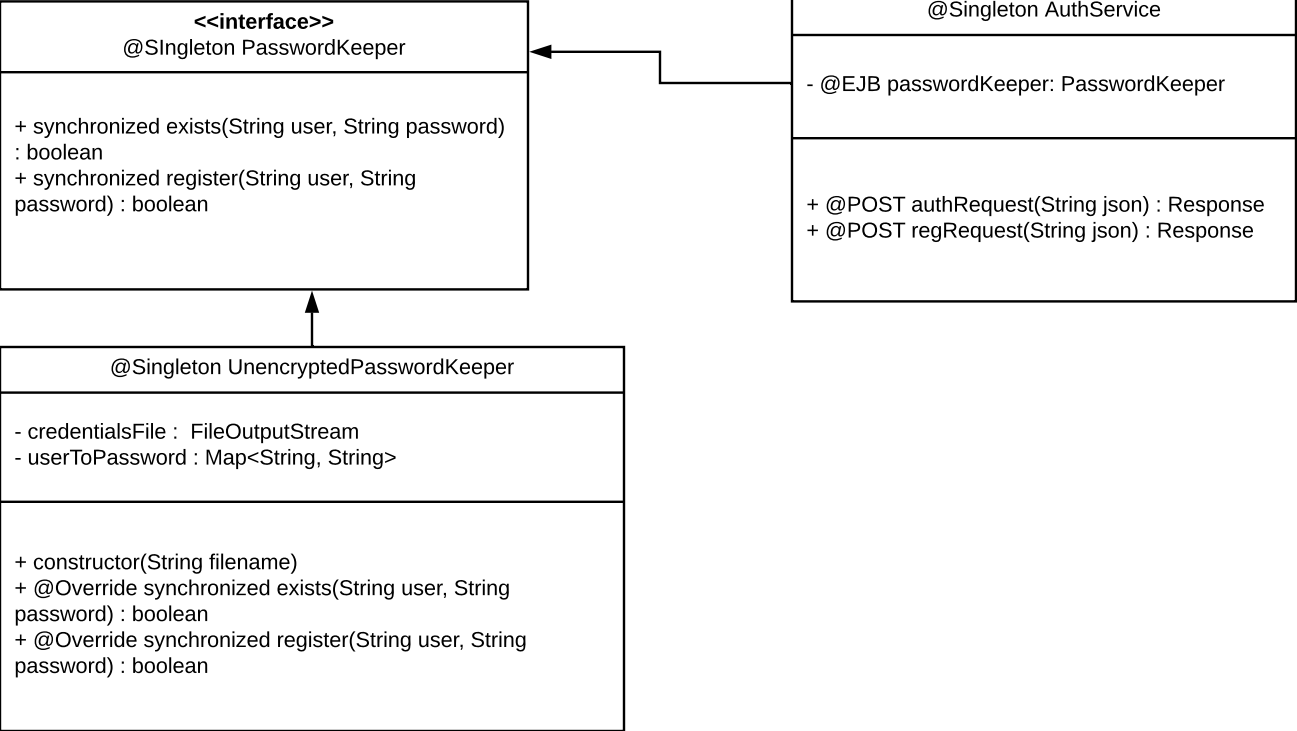 <<interface>>
@SIngleton PasswordKeeper
+ synchronized exists(String user, String password)
: boolean
+ synchronized register(String user, String
password) : boolean
@Singleton AuthService
- @EJB passwordKeeper: PasswordKeeper
+ @POST authRequest(String json) : Response
+ @POST regRequest(String json) : Response
@Singleton UnencryptedPasswordKeeper
- credentialsFile :  FileOutputStream
- userToPassword : Map<String, String>
+ constructor(String filename)
+ @Override synchronized exists(String user, String
password) : boolean
+ @Override synchronized register(String user, String
password) : boolean